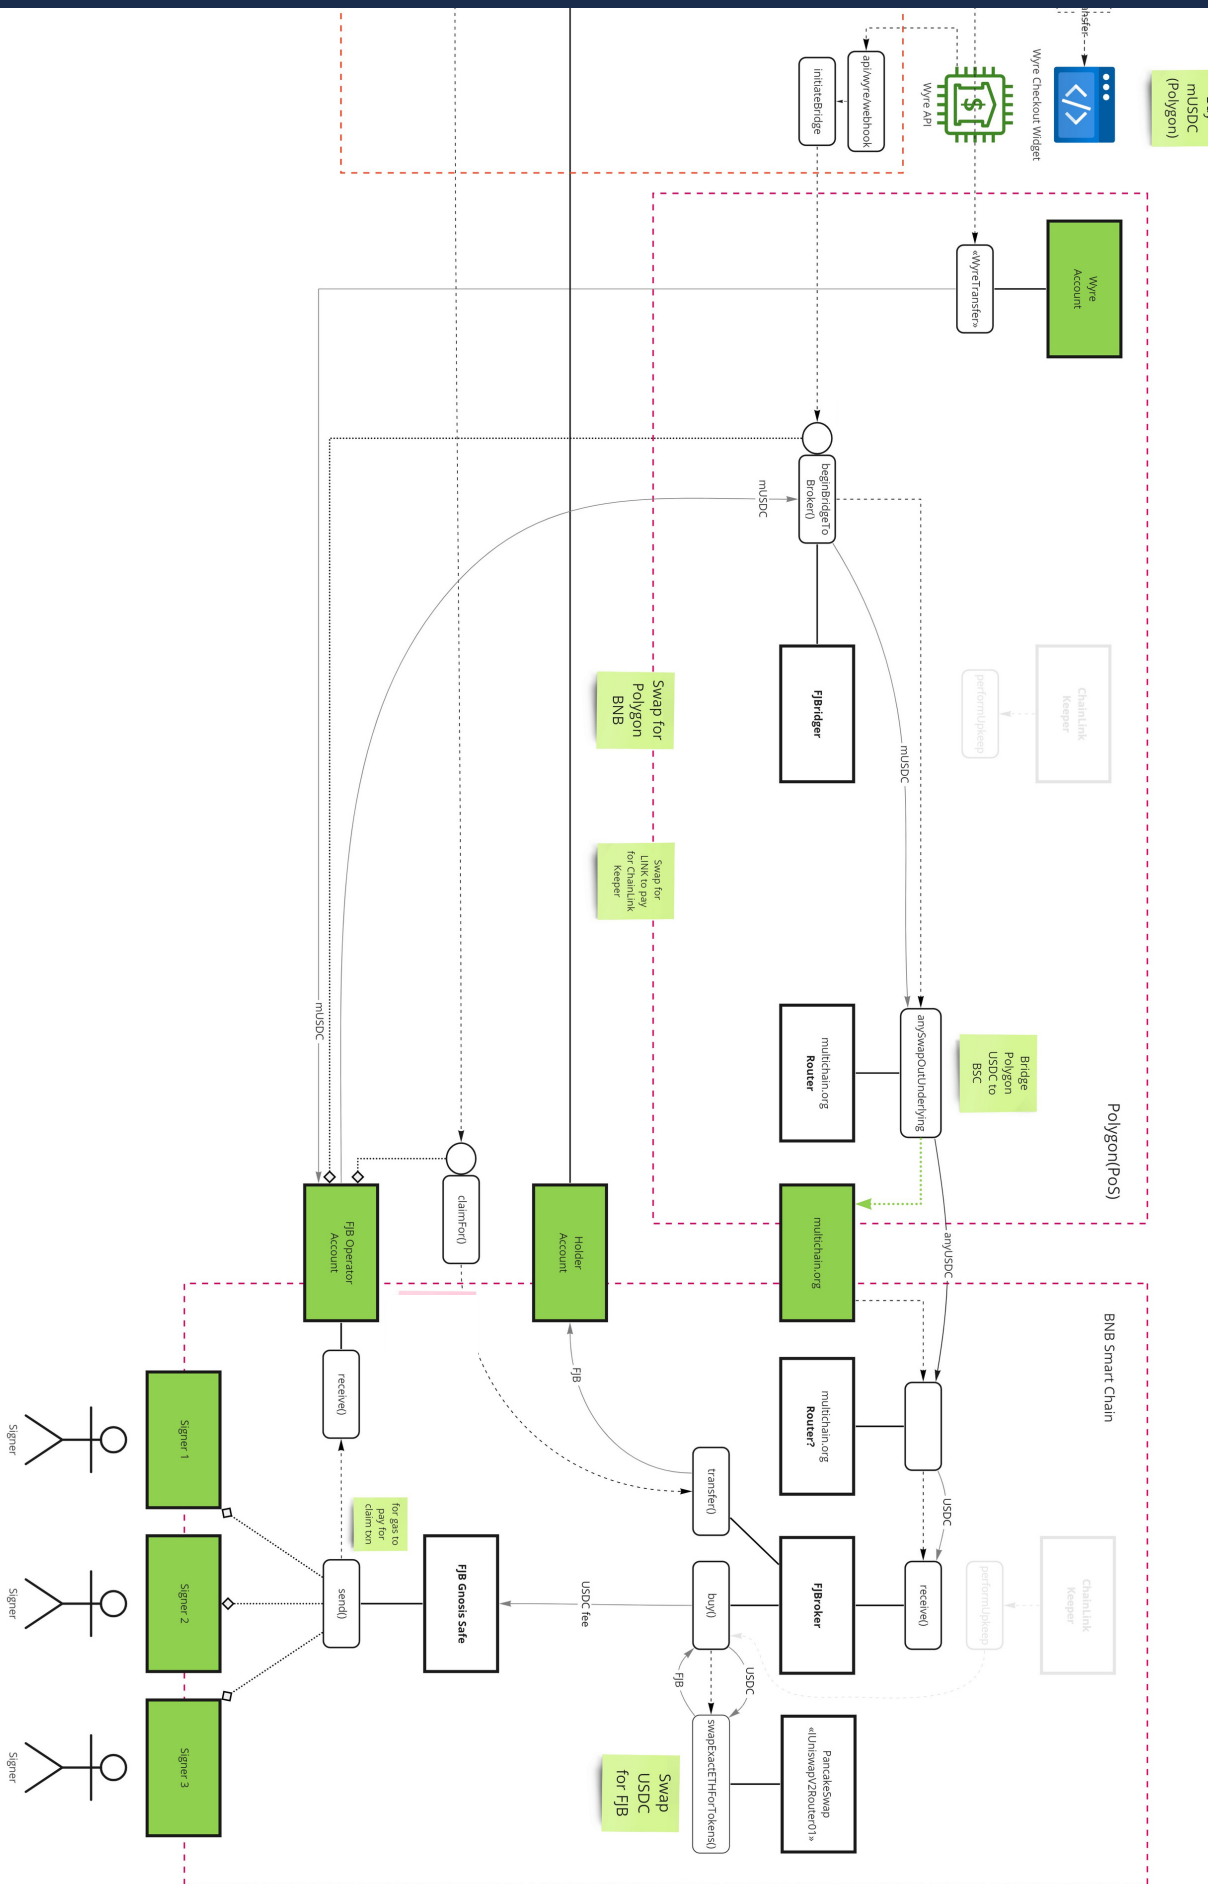 mUSDC
(Polygon)
Wyre Checkout Widget
Wyre API
api/wyre/webhook
initiateBridge
Polygon(PoS)
Wyre
Account
«WyreTransfer»
ChainLink
Keeper
performUpkeep
Bridge
Polygon
USDC to
BSC
anySwapOutUnderlying
mUSDC
beginBridgeTo
Broker()
mUSDC
FJBridger
multichain.org
Router
multichain.org
Swap for
Polygon
BNB
Swap for
LINK to pay
for ChainLink
Keeper
anyUSDC
BNB Smart Chain
ChainLink
Keeper
performUpkeep
USDC
receive()
multichain.org
Router?
FJBroker
PancakeSwap
«IUniswapV2Router01»
transfer()
buy()
USDC
FJB
swapExactETHForTokens()
Swap
USDC
for FJB
Holder
Account
FJB
USDC fee
claimFor()
FJB Gnosis Safe
for gas to
pay for
claim txn
mUSDC
FJB Operator
Account
receive()
send()
Signer 1
Signer 2
Signer 3
Signer
Signer
Signer